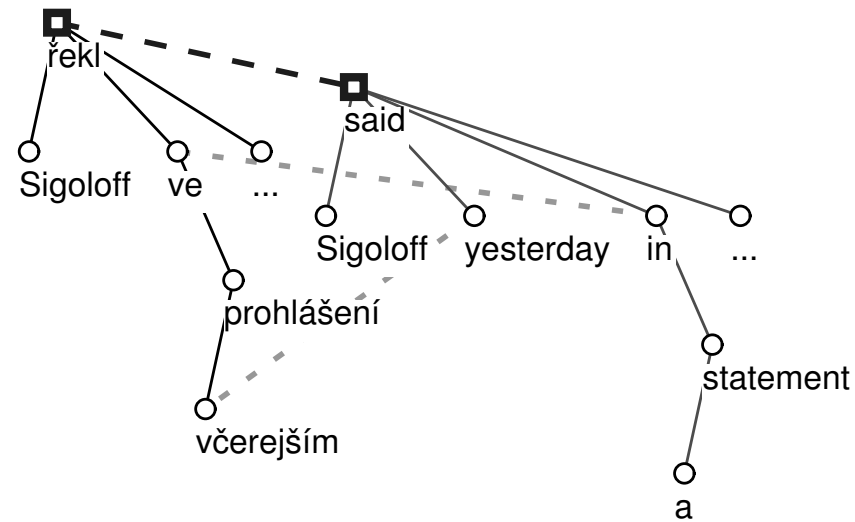 řekl
said
Sigoloff ve ...
Sigoloff yesterday in ...
prohlášení
statement
včerejším
a